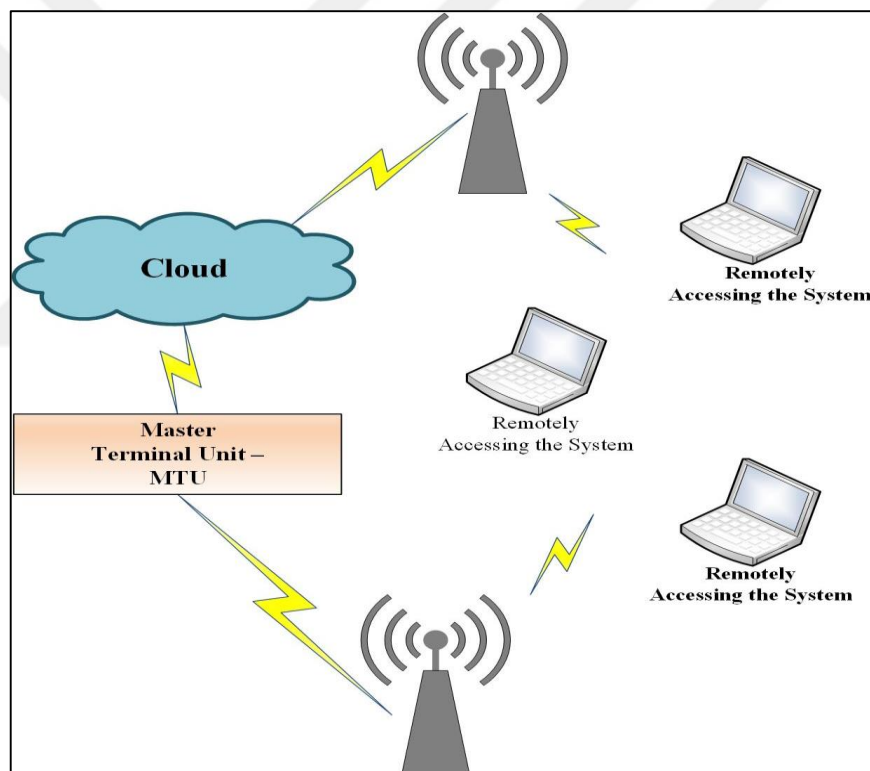 Remotely
Accessing the System
Cloud
Remotely
Accessing the System
Master
Terminal Unit –
MTU
Remotely
Accessing the System